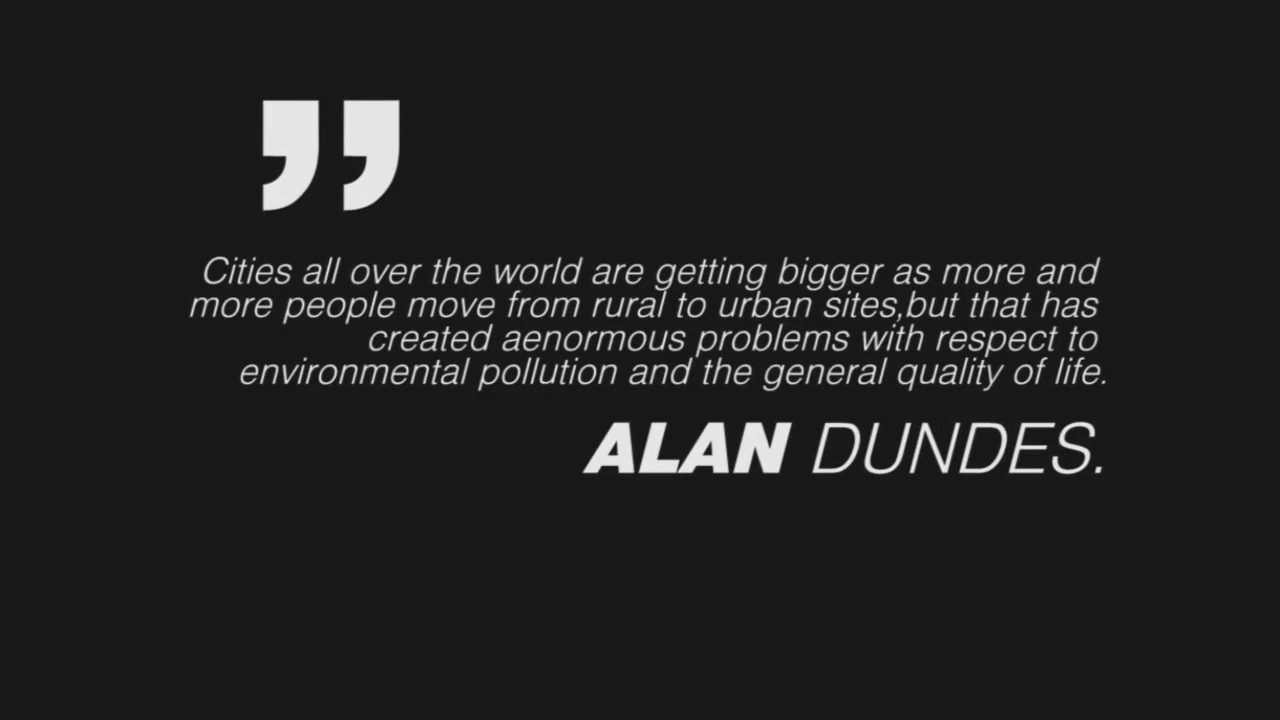 ”
Cities all over the world are getting bigger as more and
more people move from rural to urban sites,but that has
created aenormous problems with respect to
environmental pollution and the general quality of life.
ALAN DUNDES.